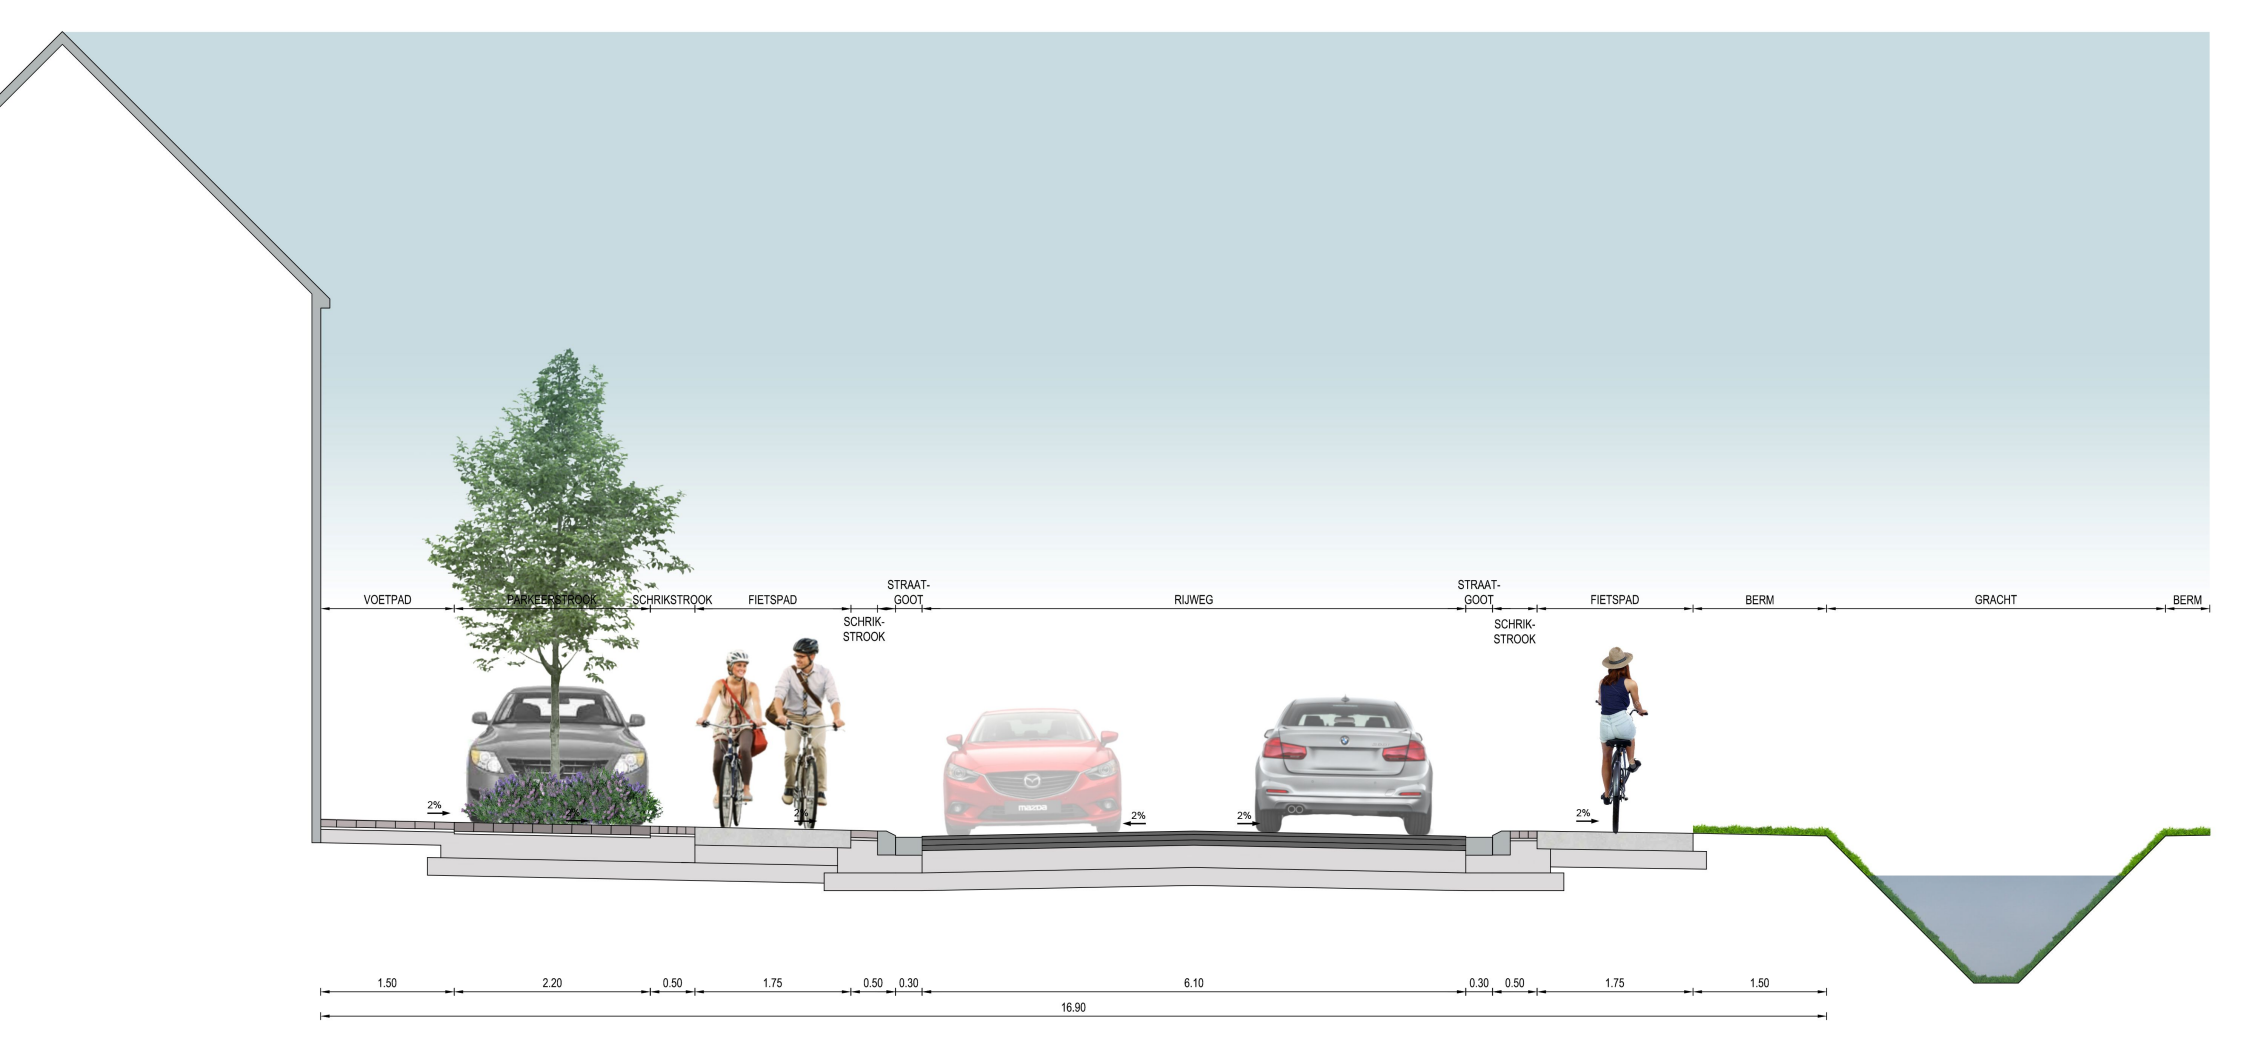 STRAAT-
GOOT
STRAAT-
GOOT
VOETPAD
PARKEERSTROOK
SCHRIKSTROOK
FIETSPAD
RIJWEG
FIETSPAD
BERM
GRACHT
BERM
SCHRIK-
STROOK
SCHRIK-
STROOK
2%
2%
2%
2%
2%
2%
mazda
1.50
2.20
0.50
1.75
0.50
0.30
6.10
0.30
0.50
1.75
1.50
16.90